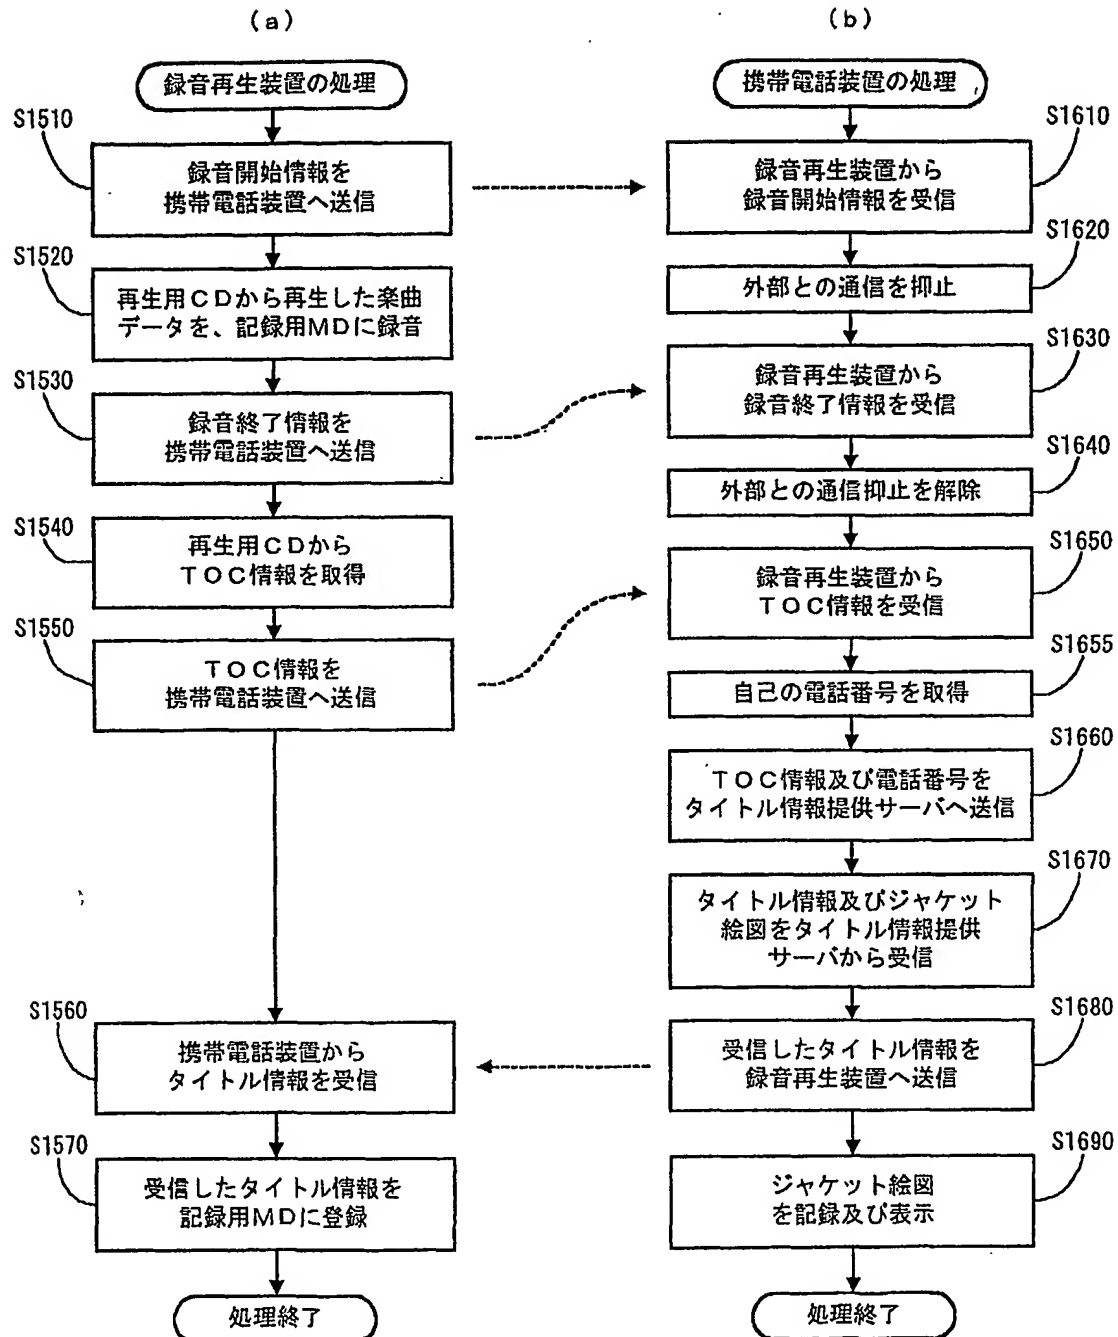 (a)
録音再生装置の処理
S1510
録音開始情報を
携帯電話装置へ送信
S1520
再生用CDから再生した楽曲
データを、記録用MDに録音
S1530
録音終了情報を
携帯電話装置へ送信
S1540
再生用CDから
TOC情報を取得
S1550
TOC情報を
携帯電話装置へ送信
S1560
携帯電話装置から
タイトル情報を受信
S1570
受信したタイトル情報を
記録用MDに登録
処理終了
(b)
携帯電話装置の処理
S1610
録音再生装置から
録音開始情報を受信
S1620
外部との通信を抑止
S1630
録音再生装置から
録音終了情報を受信
S1640
外部との通信抑止を解除
S1650
録音再生装置から
TOC情報を受信
S1655
自己の電話番号を取得
S1660
TOC情報及び電話番号を
タイトル情報提供サーバへ送信
S1670
タイトル情報及びジャケット
絵図をタイトル情報提供
サーバから受信
S1680
受信したタイトル情報を
録音再生装置へ送信
S1690
ジャケット絵図
を記録及び表示
処理終了